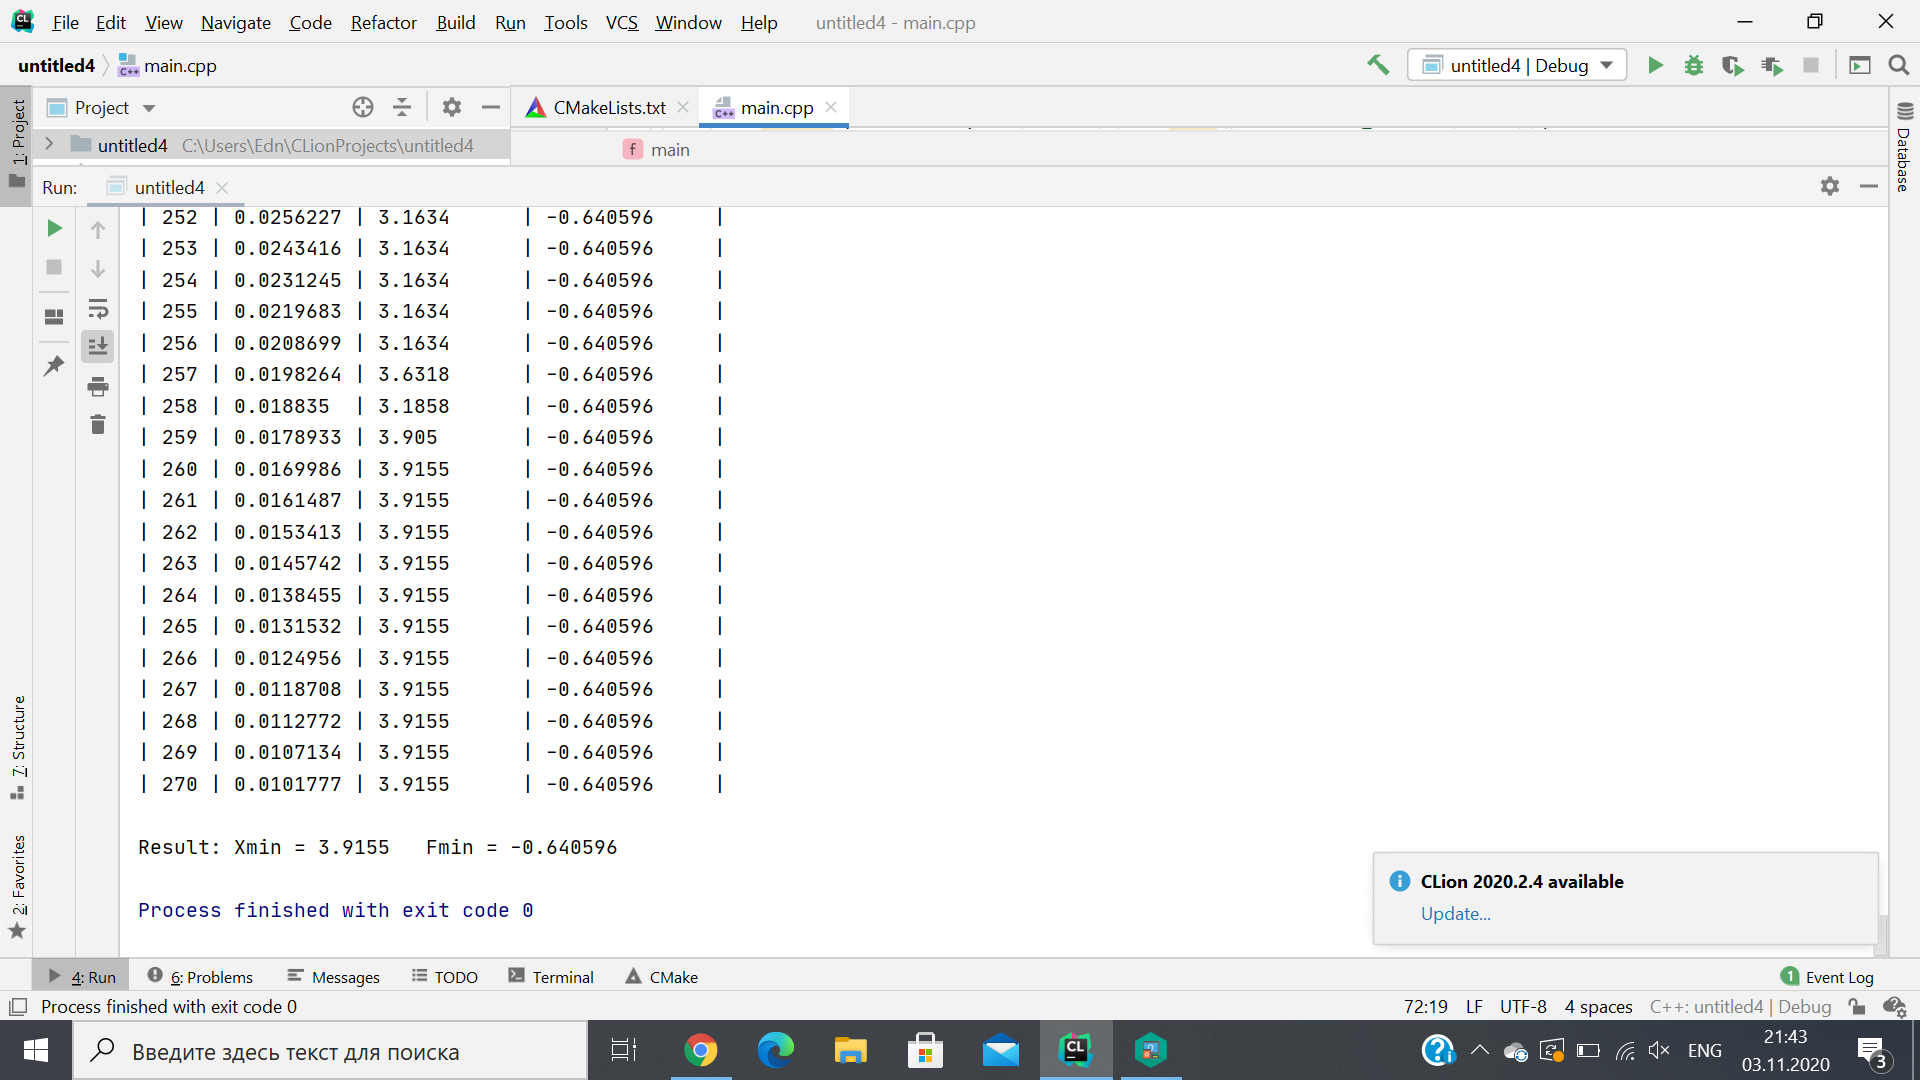 File Edit View Navigate Code Refactor Build Run Tools VCS Window Help untitled4 - main.cpp
untitled4 main.cpp untitled4 | Debug
1: Project
Project
CMakeLists.txt main.cpp
untitled4 C:\Users\Edn\CLionProjects\untitled4
f main
Database
Run: untitled4
| 252 | 0.0256227 | 3.1634 | -0.640596 |
| 253 | 0.0243416 | 3.1634 | -0.640596 |
| 254 | 0.0231245 | 3.1634 | -0.640596 |
| 255 | 0.0219683 | 3.1634 | -0.640596 |
| 256 | 0.0208699 | 3.1634 | -0.640596 |
| 257 | 0.0198264 | 3.6318 | -0.640596 |
| 258 | 0.018835 | 3.1858 | -0.640596 |
| 259 | 0.0178933 | 3.905 | -0.640596 |
| 260 | 0.0169986 | 3.9155 | -0.640596 |
| 261 | 0.0161487 | 3.9155 | -0.640596 |
| 262 | 0.0153413 | 3.9155 | -0.640596 |
| 263 | 0.0145742 | 3.9155 | -0.640596 |
| 264 | 0.0138455 | 3.9155 | -0.640596 |
| 265 | 0.0131532 | 3.9155 | -0.640596 |
| 266 | 0.0124956 | 3.9155 | -0.640596 |
| 267 | 0.0118708 | 3.9155 | -0.640596 |
| 268 | 0.0112772 | 3.9155 | -0.640596 |
| 269 | 0.0107134 | 3.9155 | -0.640596 |
| 270 | 0.0101777 | 3.9155 | -0.640596 |
Result: Xmin = 3.9155 Fmin = -0.640596
Process finished with exit code 0
7: Structure
2: Favorites
CLion 2020.2.4 available
Update...
4: Run 6: Problems Messages TODO Terminal CMake 1 Event Log
Process finished with exit code 0 72:19 LF UTF-8 4 spaces C++: untitled4 | Debug
Введите здесь текст для поиска
ENG
21:43
03.11.2020
3